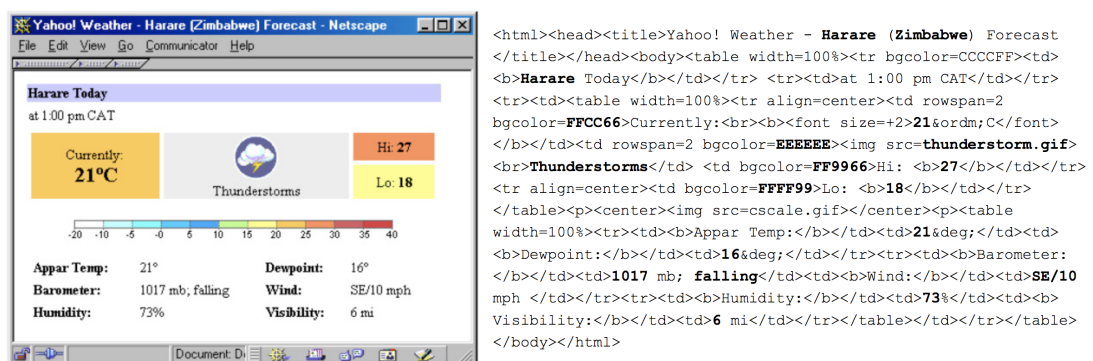 Yahoo! Weather - Harare (Zimbabwe) Forecast - Netscape
File Edit View Go Communicator Help
Harare Today
at 1:00 pm CAT
Currently:
21ºC
Thunderstorms
Hi: 27
Lo: 18
-20 -10 -5 -0 5 10 15 20 25 30 35 40
Appar Temp: 21° Dewpoint: 16°
Barometer: 1017 mb; falling Wind: SE/10 mph
Humidity: 73% Visibility: 6 mi
Document: D
<html><head><title>Yahoo! Weather - Harare (Zimbabwe) Forecast
</title></head><body><table width=100%><tr bgcolor=CCCCFF><td>
<b>Harare Today</b></td></tr> <tr><td>at 1:00 pm CAT</td></tr>
<tr><td><table width=100%><tr align=center><td rowspan=2
bgcolor=FFCC66>Currently:<br><b><font size=+2>21&ordm;C</font>
</b></td><td rowspan=2 bgcolor=EEEEEE><img src=thunderstorm.gif>
<br>Thunderstorms</td> <td bgcolor=FF9966>Hi: <b>27</b></td></tr>
<tr align=center><td bgcolor=FFFF99>Lo: <b>18</b></td></tr>
</table><p><center><img src=cscale.gif></center><p><table
width=100%><tr><td><b>Appar Temp:</b></td><td>21&deg;</td><td>
<b>Dewpoint:</b></td><td>16&deg;</td></tr><tr><td><b>Barometer:
</b></td><td>1017 mb; falling</td><td><b>Wind:</b></td><td>SE/10
mph </td></tr><tr><td><b>Humidity:</b></td><td>73%</td><td><b>
Visibility:</b></td><td>6 mi</td></tr></table></td></tr></table>
</body></html>